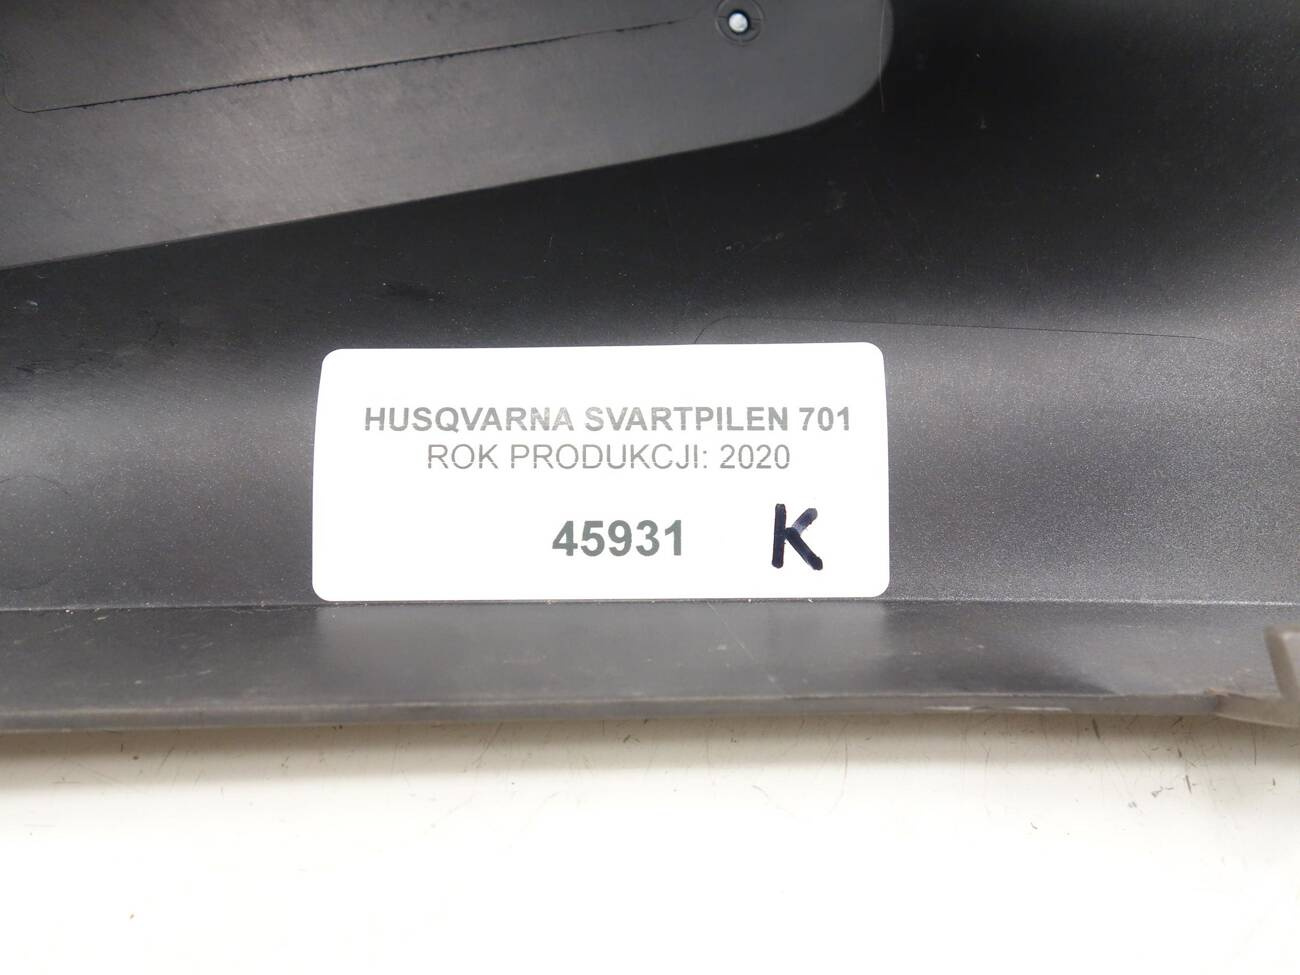 HUSQVARNA SVARTPILEN 701
ROK PRODUKCJI: 2020
45931 K